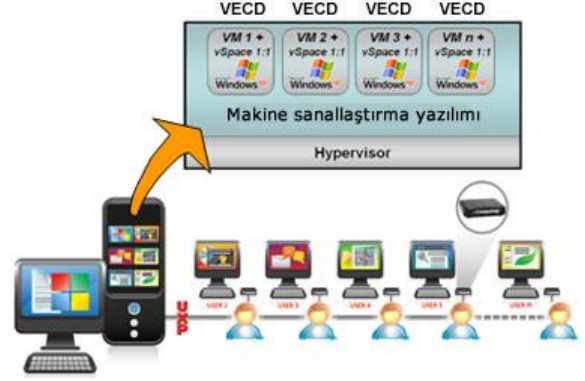 VECD VECD VECD VECD
VM 1 + VM 2 + VM 3 + VM n +
vSpace 1:1 vSpace 1:1 vSpace 1:1 vSpace 1:1
Windows Windows Windows Windows
Makine sanallaştırma yazılımı
Hypervisor
UXP
USER 2 USER 3 USER 4 USER 5 USER n